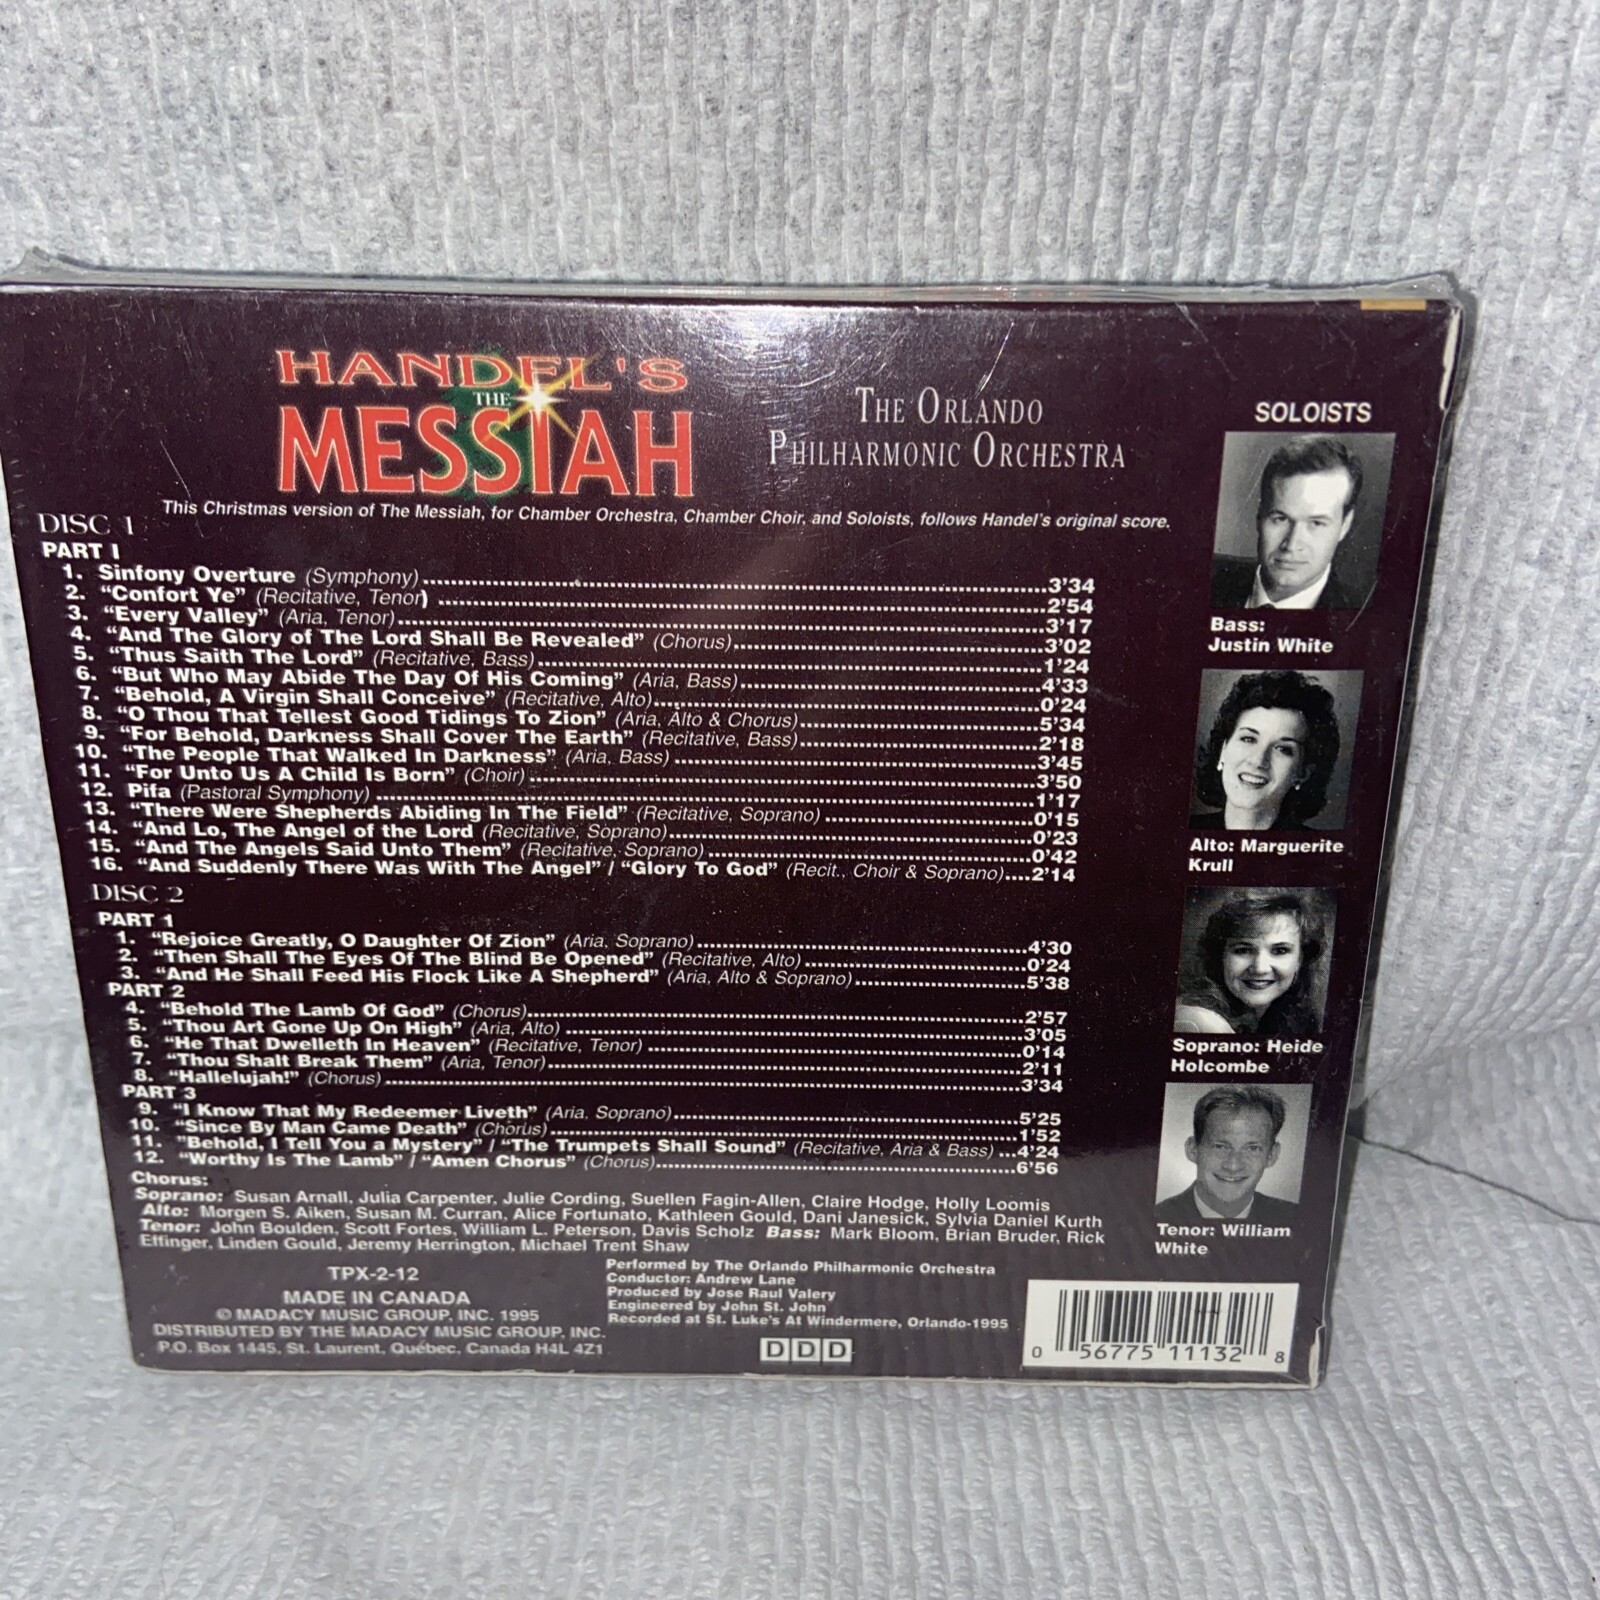 HANDEL'S
THE
MESSIAH
THE ORLANDO
PHILHARMONIC ORCHESTRA
This Christmas version of The Messiah, for Chamber Orchestra, Chamber Choir, and Soloists, follows Handel's original score.
DISC 1
PART I
1. Sinfony Overture (Symphony)...3'34
2. “Confort Ye” (Recitative, Tenor)...2'54
3. “Every Valley” (Aria, Tenor)...3'17
4. “And The Glory of The Lord Shall Be Revealed” (Chorus)...3'02
5. “Thus Saith The Lord” (Recitative, Bass)...1'24
6. “But Who May Abide The Day Of His Coming” (Aria, Bass)...4'33
7. “Behold, A Virgin Shall Conceive” (Recitative, Alto)...0'24
8. “O Thou That Tellest Good Tidings To Zion” (Aria, Alto & Chorus)...5'34
9. “For Behold, Darkness Shall Cover The Earth” (Recitative, Bass)...2'18
10. “The People That Walked In Darkness” (Aria, Bass)...3'45
11. “For Unto Us A Child Is Born” (Choir)...3'50
12. Pifa (Pastoral Symphony)...1'17
13. “There Were Shepherds Abiding In The Field” (Recitative, Soprano)...0'15
14. “And Lo, The Angel of the Lord (Recitative, Soprano)...0'23
15. “And The Angels Said Unto Them” (Recitative, Soprano)...0'42
16. “And Suddenly There Was With The Angel” / “Glory To God” (Recit., Choir & Soprano)....2'14
DISC 2
PART 1
1. “Rejoice Greatly, O Daughter Of Zion” (Aria, Soprano)...4'30
2. “Then Shall The Eyes Of The Blind Be Opened” (Recitative, Alto)...0'24
3. “And He Shall Feed His Flock Like A Shepherd” (Aria, Alto & Soprano)...5'38
PART 2
4. “Behold The Lamb Of God” (Chorus)...2'57
5. “Thou Art Gone Up On High” (Aria, Alto)...3'05
6. “He That Dwelleth In Heaven” (Recitative, Tenor)...0'14
7. “Thou Shalt Break Them” (Aria, Tenor)...2'11
8. “Hallelujah!” (Chorus)...3'34
PART 3
9. “I Know That My Redeemer Liveth” (Aria, Soprano)...5'25
10. “Since By Man Came Death” (Chorus)...1'52
11. "Behold, I Tell You a Mystery” / “The Trumpets Shall Sound” (Recitative, Aria & Bass)...4'24
12. “Worthy Is The Lamb” / “Amen Chorus” (Chorus)...6'56
Chorus:
Soprano: Susan Arnall, Julia Carpenter, Julie Cording, Suellen Fagin-Allen, Claire Hodge, Holly Loomis
Alto: Morgen S. Aiken, Susan M. Curran, Alice Fortunato, Kathleen Gould, Dani Janesick, Sylvia Daniel Kurth
Tenor: John Boulden, Scott Fortes, William L. Peterson, Davis Scholz Bass: Mark Bloom, Brian Bruder, Rick
Effinger, Linden Gould, Jeremy Herrington, Michael Trent Shaw
TPX-2-12
MADE IN CANADA
© MADACY MUSIC GROUP, INC. 1995
DISTRIBUTED BY THE MADACY MUSIC GROUP, INC.
P.O. Box 1445, St. Laurent, Québec, Canada H4L 4Z1
Performed by The Orlando Philharmonic Orchestra
Conductor: Andrew Lane
Produced by Jose Raul Valery
Engineered by John St. John
Recorded at St. Luke's At Windermere, Orlando-1995
DDD
SOLOISTS
Bass:
Justin White
Alto: Marguerite
Krull
Soprano: Heide
Holcombe
Tenor: William
White
0 56775 11132 8